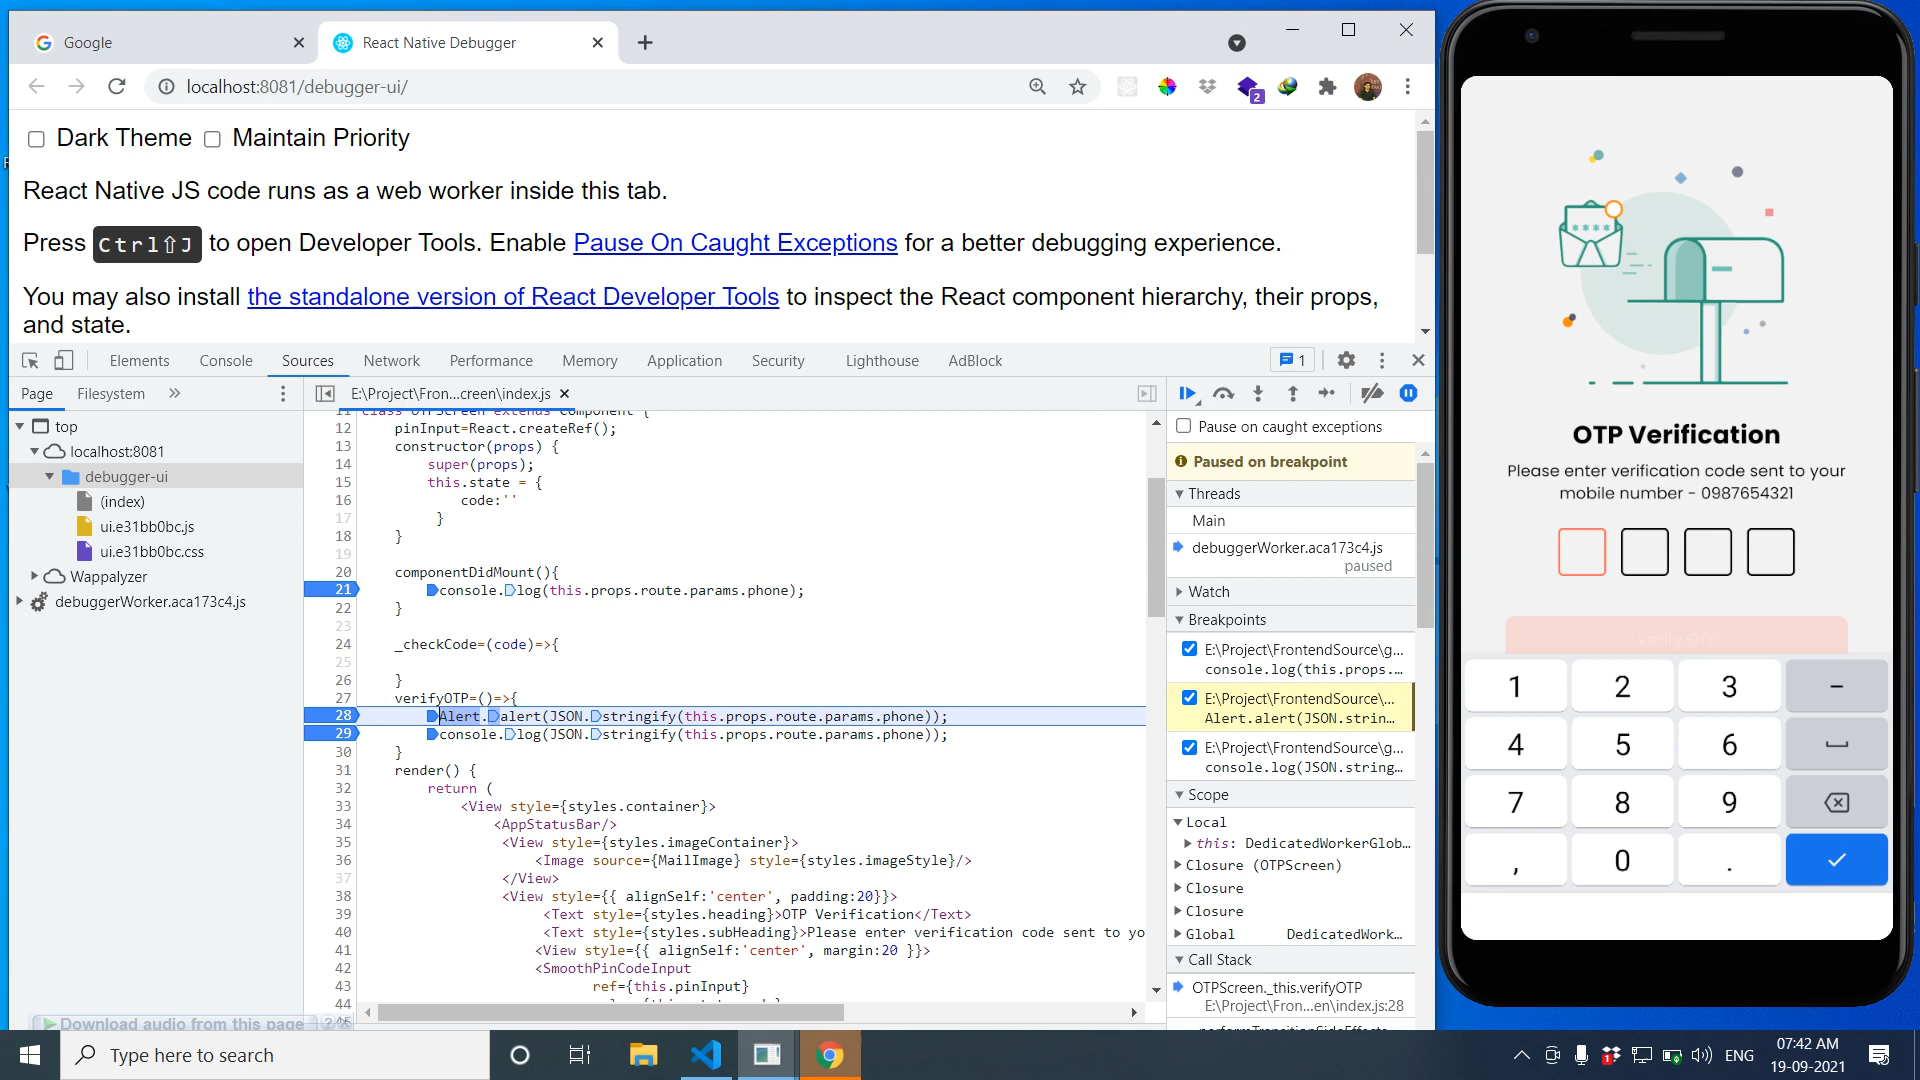 Google
React Native Debugger
localhost:8081/debugger-ui/
2
Dark Theme Maintain Priority
React Native JS code runs as a web worker inside this tab.
Press Ctrl⇧J to open Developer Tools. Enable Pause On Caught Exceptions for a better debugging experience.
You may also install the standalone version of React Developer Tools to inspect the React component hierarchy, their props,
and state.
Elements Console Sources Network Performance Memory Application Security Lighthouse AdBlock 1
Page Filesystem »
E:\Project\Fron...creen\index.js
top
localhost:8081
debugger-ui
(index)
ui.e31bb0bc.js
ui.e31bb0bc.css
Wappalyzer
debuggerWorker.aca173c4.js
11 class OTPScreen extends Component {
12 pinInput=React.createRef();
13 constructor(props) {
14 super(props);
15 this.state = {
16 code:''
17 }
18 }
19
20 componentDidMount(){
21 console.log(this.props.route.params.phone);
22 }
23
24 _checkCode=(code)=>{
25
26 }
27 verifyOTP=()=>{
28 Alert.alert(JSON.stringify(this.props.route.params.phone));
29 console.log(JSON.stringify(this.props.route.params.phone));
30 }
31 render() {
32 return (
33 <View style={styles.container}>
34 <AppStatusBar/>
35 <View style={styles.imageContainer}>
36 <Image source={MailImage} style={styles.imageStyle}/>
37 </View>
38 <View style={{ alignSelf:'center', padding:20}}>
39 <Text style={styles.heading}>OTP Verification</Text>
40 <Text style={styles.subHeading}>Please enter verification code sent to yo
41 <View style={{ alignSelf:'center', margin:20 }}>
42 <SmoothPinCodeInput
43 ref={this.pinInput}
44
45
Download audio from this page ?
Pause on caught exceptions
Paused on breakpoint
Threads
Main
debuggerWorker.aca173c4.js
paused
Watch
Breakpoints
E:\Project\FrontendSource\g...
console.log(this.props....
E:\Project\FrontendSource\...
Alert.alert(JSON.strin...
E:\Project\FrontendSource\g...
console.log(JSON.string...
Scope
Local
this: DedicatedWorkerGlob...
Closure (OTPScreen)
Closure
Closure
Global DedicatedWork...
Call Stack
OTPScreen._this.verifyOTP
E:\Project\Fron...en\index.js:28
_performTransitionSideEffects
****
OTP Verification
Please enter verification code sent to your
mobile number - 0987654321
Verify OTP
1 2 3 -
4 5 6
7 8 9
, 0 .
Type here to search
1
ENG
07:42 AM
19-09-2021